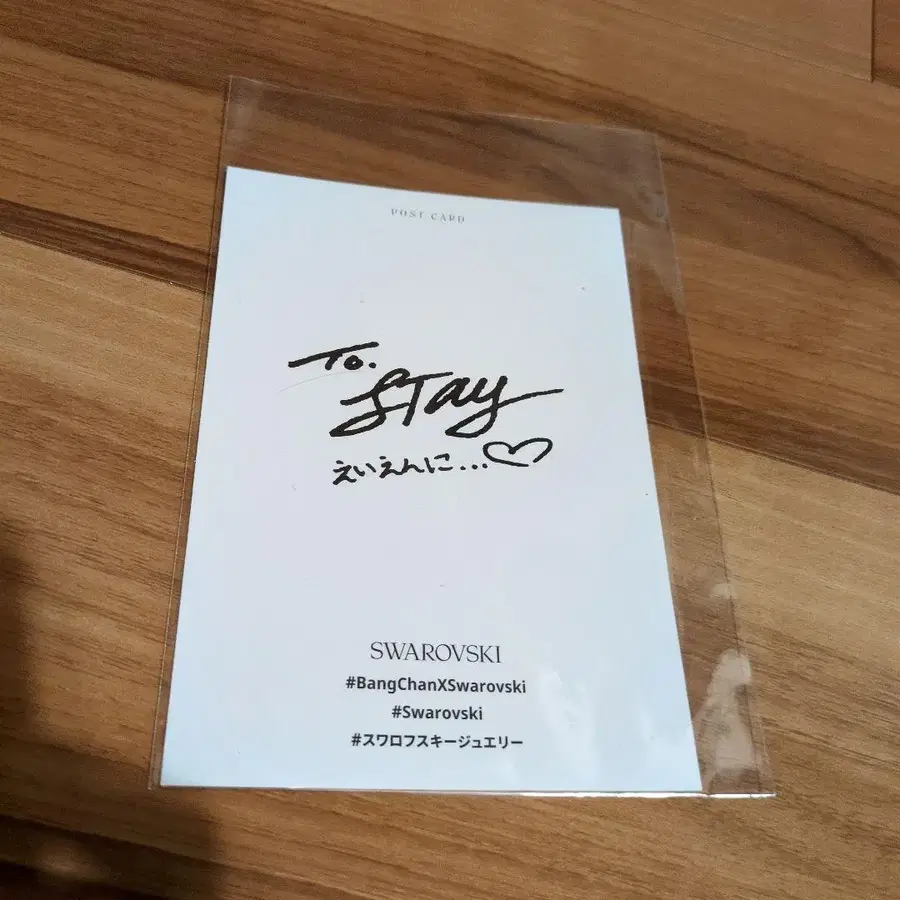 POST CARD
To.
STay
えいえんに...♡
SWAROVSKI
#BangChanXSwarovski
#Swarovski
#スワロフスキージュエリー